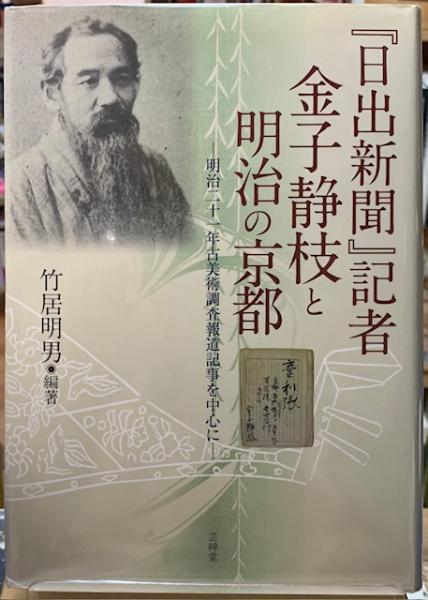 『日出新聞』記者
金子静枝と
明治の京都
―明治二十一年古美術調査報道記事を中心に―
竹居明男●編著
芸艸堂